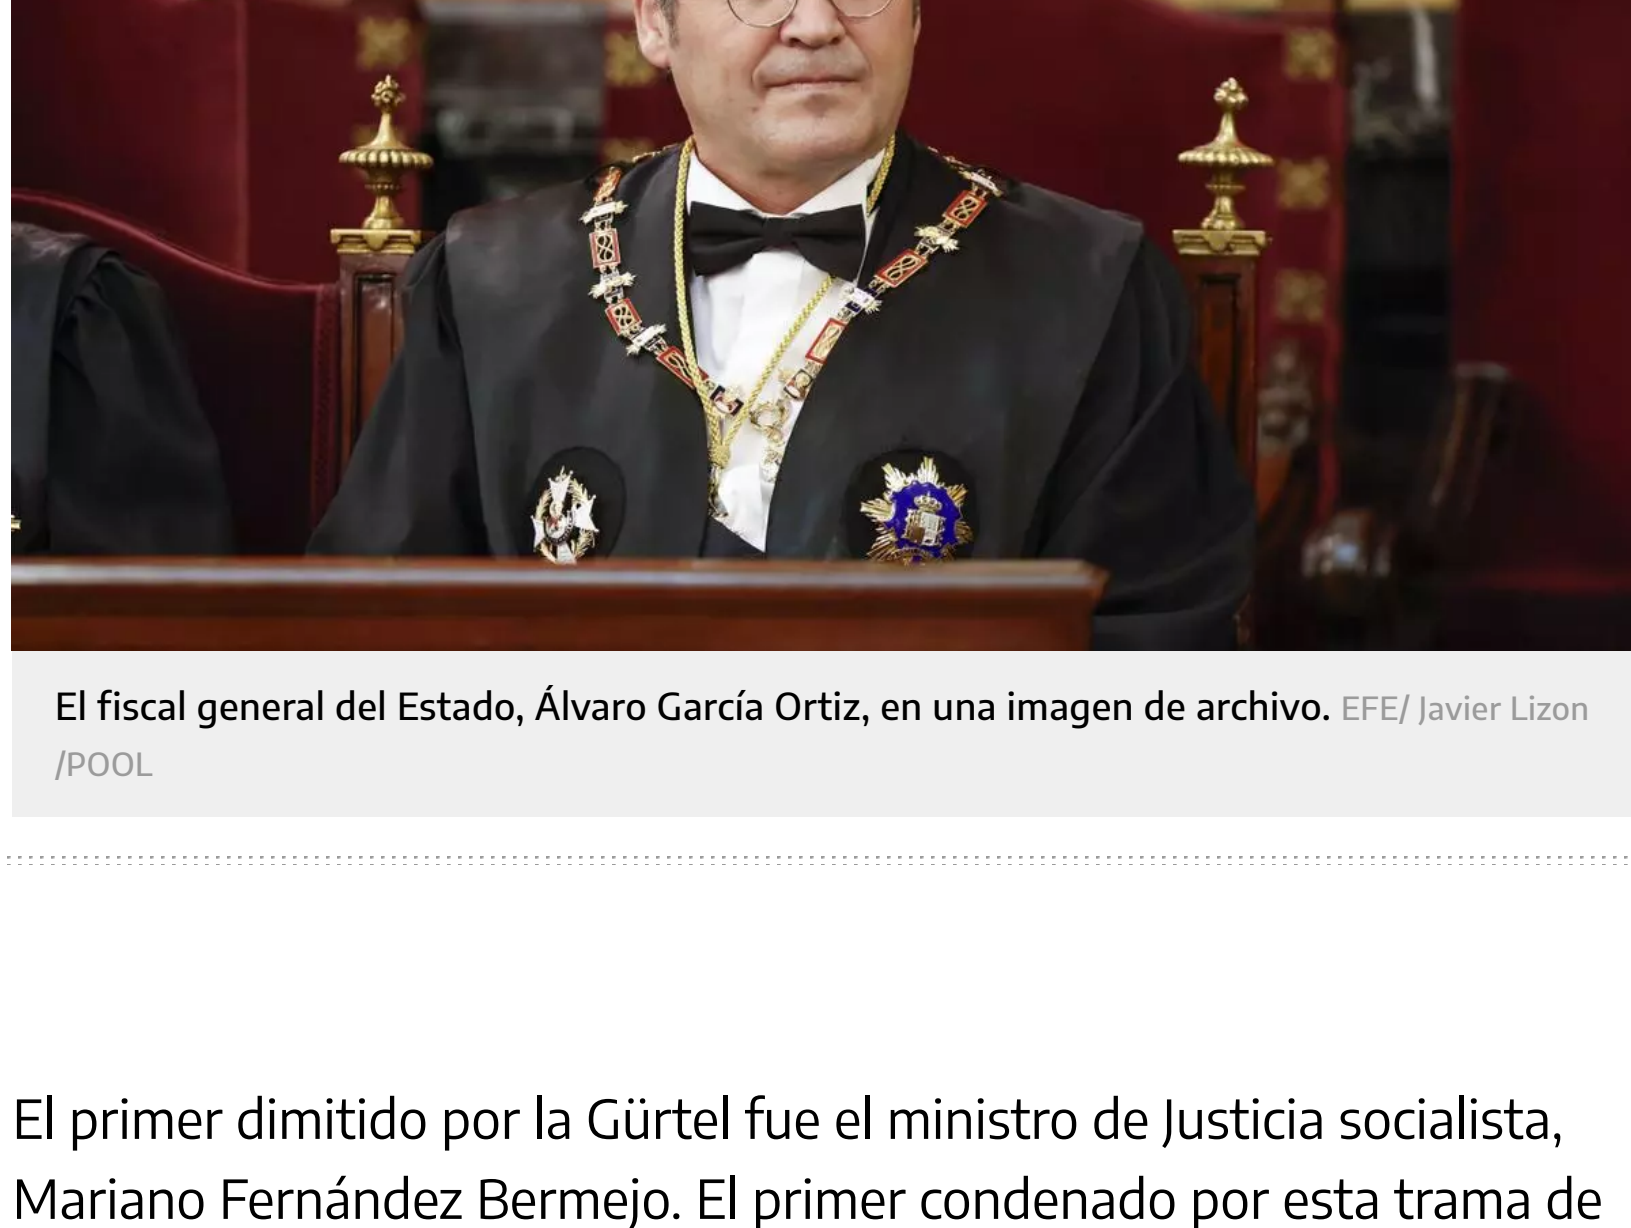 El fiscal general del Estado, Álvaro García Ortiz, en una imagen de archivo. EFE/ Javier Lizon
/POOL
El primer dimitido por la Gürtel fue el ministro de Justicia socialista,
Mariano Fernández Bermejo. El primer condenado por esta trama de